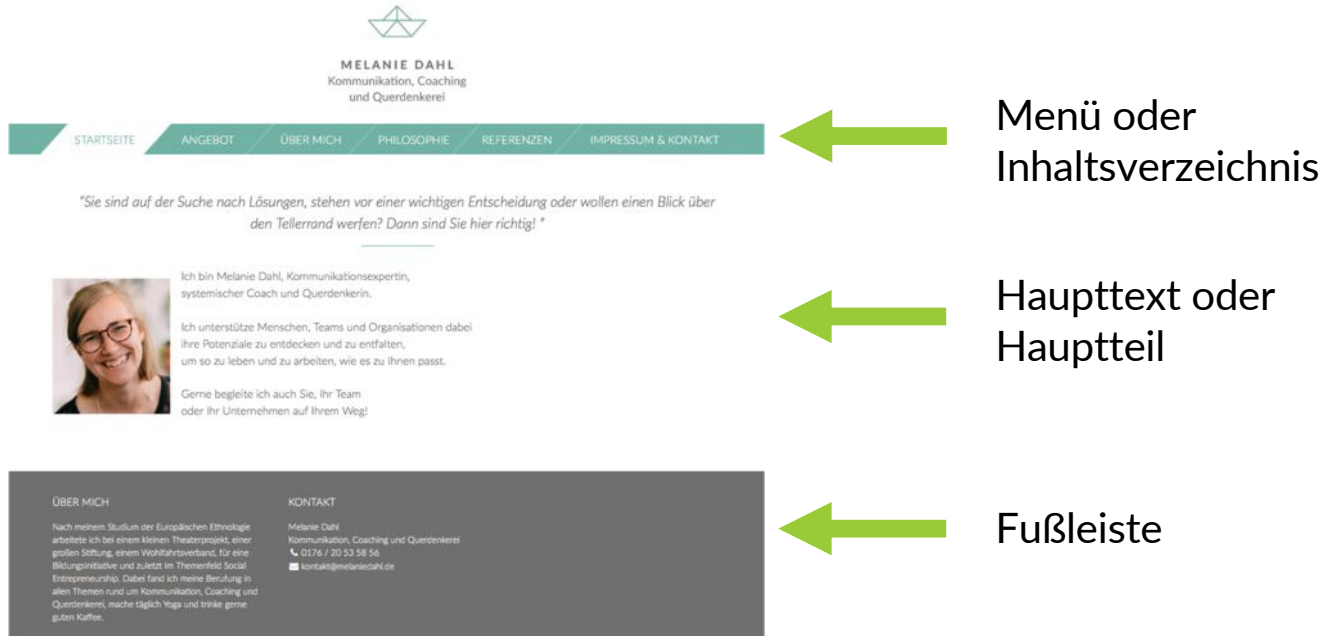 MELANIE DAHL
Kommunikation, Coaching
und Querdenkerei
STARTSEITE ANGEBOT ÜBER MICH PHILOSOPHIE REFERENZEN IMPRESSUM & KONTAKT
Menü oder
Inhaltsverzeichnis
"Sie sind auf der Suche nach Lösungen, stehen vor einer wichtigen Entscheidung oder wollen einen Blick über
den Tellerrand werfen? Dann sind Sie hier richtig! "
Ich bin Melanie Dahl, Kommunikationsexpertin,
systemischer Coach und Querdenkerin.
Ich unterstütze Menschen, Teams und Organisationen dabei
ihre Potenziale zu entdecken und zu entfalten,
um so zu leben und zu arbeiten, wie es zu Ihnen passt.
Gerne begleite ich auch Sie, Ihr Team
oder Ihr Unternehmen auf Ihrem Weg!
Haupttext oder
Hauptteil
ÜBER MICH
Nach meinem Studium der Europäischen Ethnologie
arbeitete ich bei einem kleinen Theaterprojekt, einer
großen Stiftung, einem Wohlfahrtsverband, für eine
Bildungsinitiative und zuletzt im Themenfeld Social
Entrepreneurship. Dabei fand ich meine Berufung in
allen Themen rund um Kommunikation, Coaching und
Querdenkerei, mache täglich Yoga und trinke gerne
guten Kaffee.
KONTAKT
Melanie Dahl
Kommunikation, Coaching und Querdenkerei
0176 / 20 53 58 56
kontakt@melaniedahl.de
Fußleiste